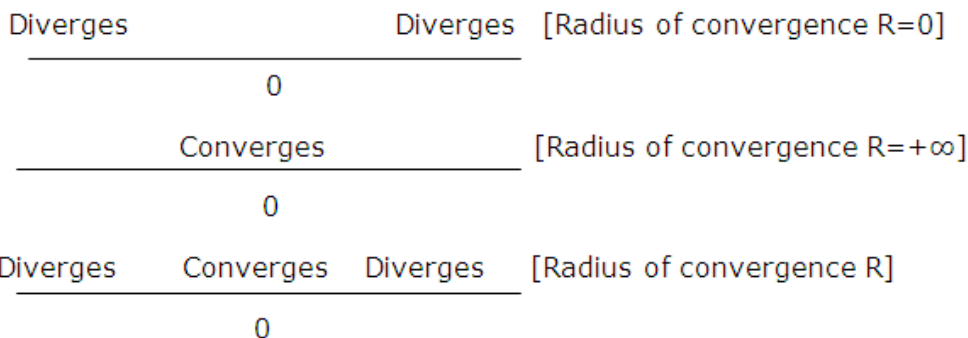 Diverges Diverges [Radius of convergence R=0]
0
Converges [Radius of convergence R=+∞]
0
Diverges Converges Diverges [Radius of convergence R]
0